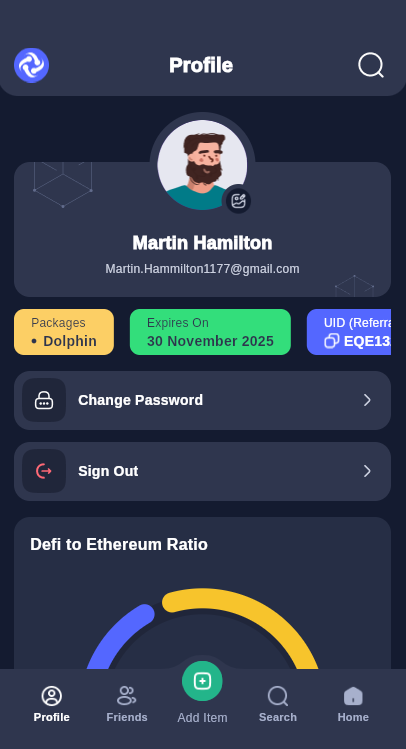 Profile
Martin Hamilton
Martin.Hammilton1177@gmail.com
Packages
• Dolphin
Expires On
30 November 2025
UID (Referra
EQE13
Change Password
Sign Out
Defi to Ethereum Ratio
Profile
Friends
Add Item
Search
Home